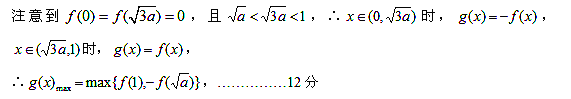 注意到 f(0) = f(√3a) = 0，且 √a < √3a < 1，∴ x∈(0, √3a) 时，g(x) = −f(x)，
x∈(√3a,1)时，g(x) = f(x)，
∴ g(x)max = max{f(1),−f(√a)}，……………12 分